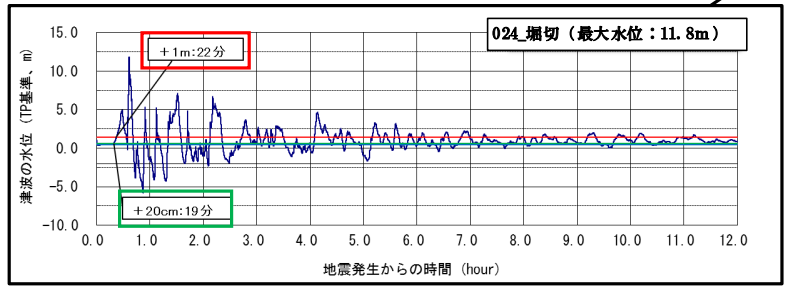 024_堀切（最大水位：11.8m）
＋1m:22分
15.0
10.0
5.0
0.0
-5.0
-10.0
津波の水位（TP基準、m）
＋20cm:19分
0.0 1.0 2.0 3.0 4.0 5.0 6.0 7.0 8.0 9.0 10.0 11.0 12.0
地震発生からの時間（hour）